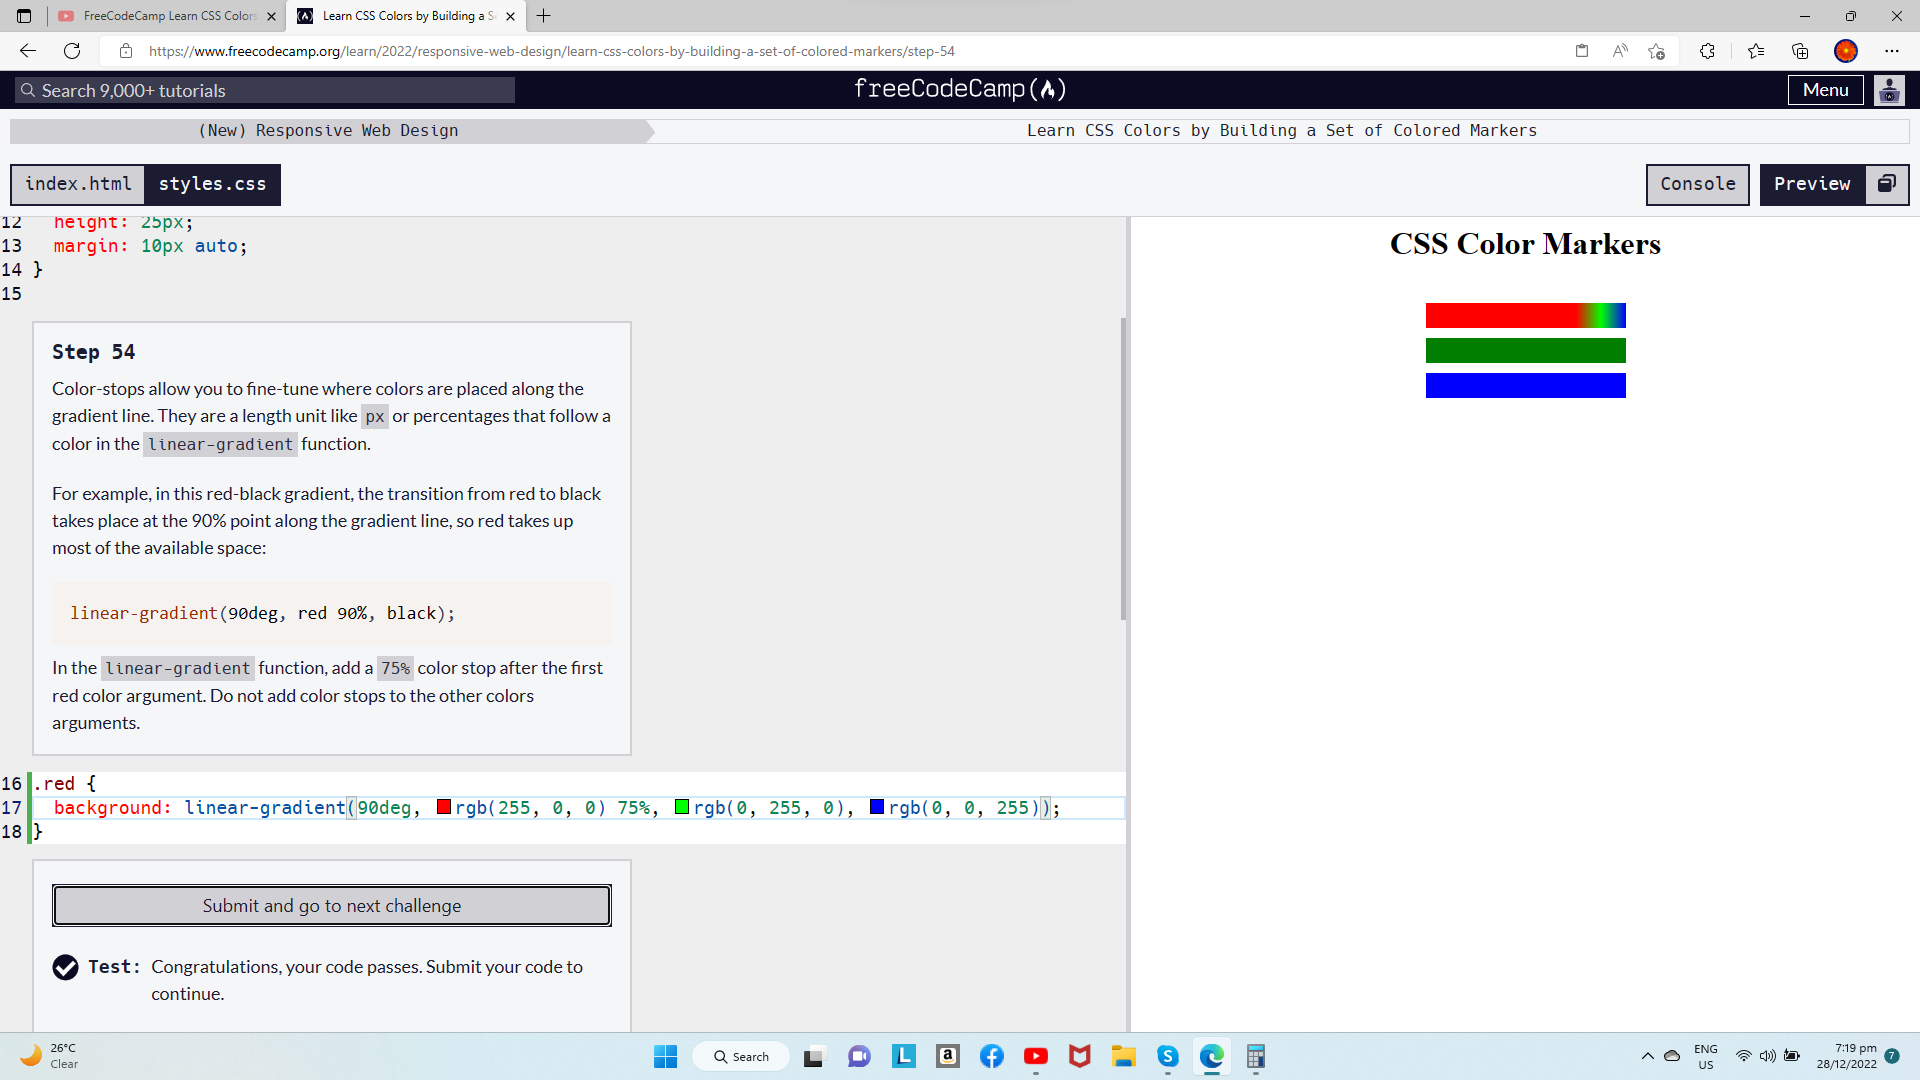 FreeCodeCamp Learn CSS Colors
Learn CSS Colors by Building a Se
https://www.freecodecamp.org/learn/2022/responsive-web-design/learn-css-colors-by-building-a-set-of-colored-markers/step-54
Search 9,000+ tutorials
freeCodeCamp
Menu
(New) Responsive Web Design
Learn CSS Colors by Building a Set of Colored Markers
index.html
styles.css
Console
Preview
12 height: 25px;
13 margin: 10px auto;
14 }
15
Step 54
Color-stops allow you to fine-tune where colors are placed along the
gradient line. They are a length unit like px or percentages that follow a
color in the linear-gradient function.
For example, in this red-black gradient, the transition from red to black
takes place at the 90% point along the gradient line, so red takes up
most of the available space:
linear-gradient(90deg, red 90%, black);
In the linear-gradient function, add a 75% color stop after the first
red color argument. Do not add color stops to the other colors
arguments.
16 .red {
17 background: linear-gradient(90deg, rgb(255, 0, 0) 75%, rgb(0, 255, 0), rgb(0, 0, 255));
18 }
Submit and go to next challenge
Test: Congratulations, your code passes. Submit your code to
continue.
CSS Color Markers
26°C
Clear
Search
L
a
S
ENG
US
7:19 pm
28/12/2022
7